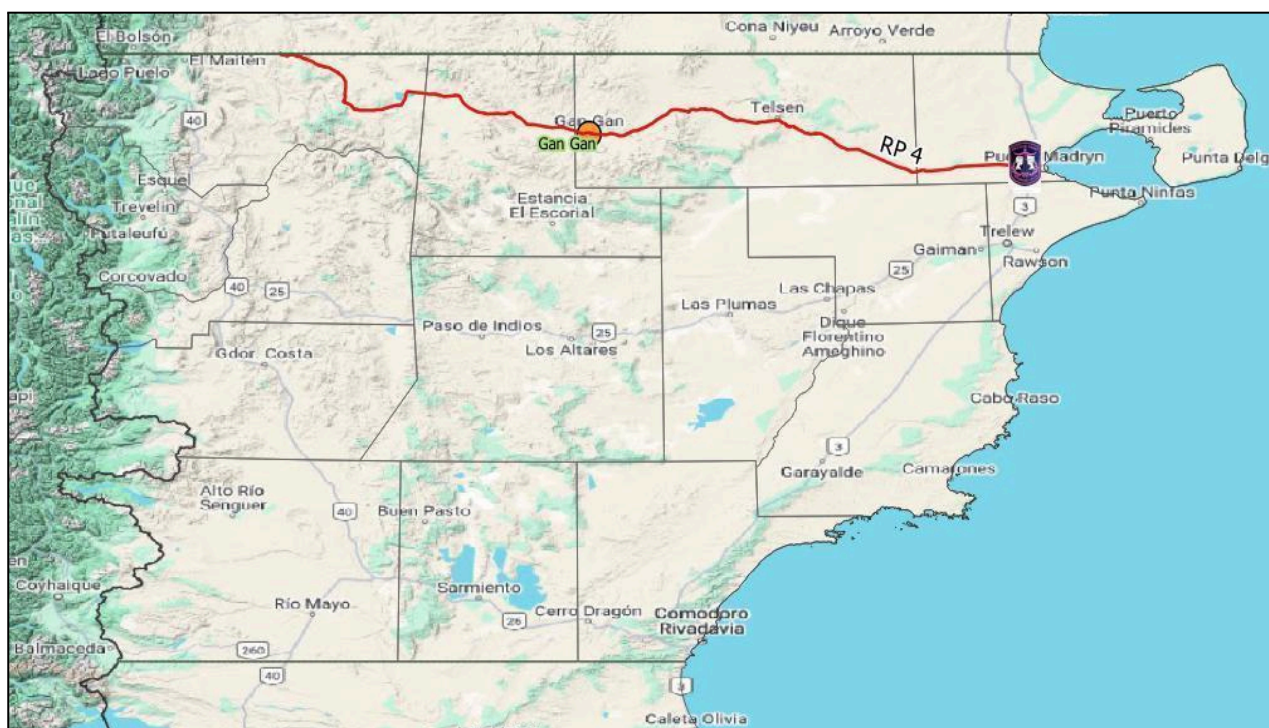 Cona Niyeu
Arroyo Verde
El Bolsón
El Maitén
Lago Puelo
40
Telsen
Gan Gan
Gan Gan
Puerto
Piramides
RP 4
Madryn
Punta Delg
Esquel
Trevelin
Futaleufú
Estancia
El Escorial
Punta Ninfas
3
Trelew
Gaiman
Rawson
Corcovado
40
25
25
Las Chapas
Las Plumas
Paso de Indios
25
Dique
Florentino
Ameghino
Los Altares
Gdor. Costa
Cabo Raso
3
Garayalde
Camarones
Alto Río
Senguer
40
Buen Pasto
Coyhaique
Sarmiento
Río Mayo
26
Cerro Dragón
Comodoro
Rivadavia
Balmaceda
260
40
3
Caleta Olivia